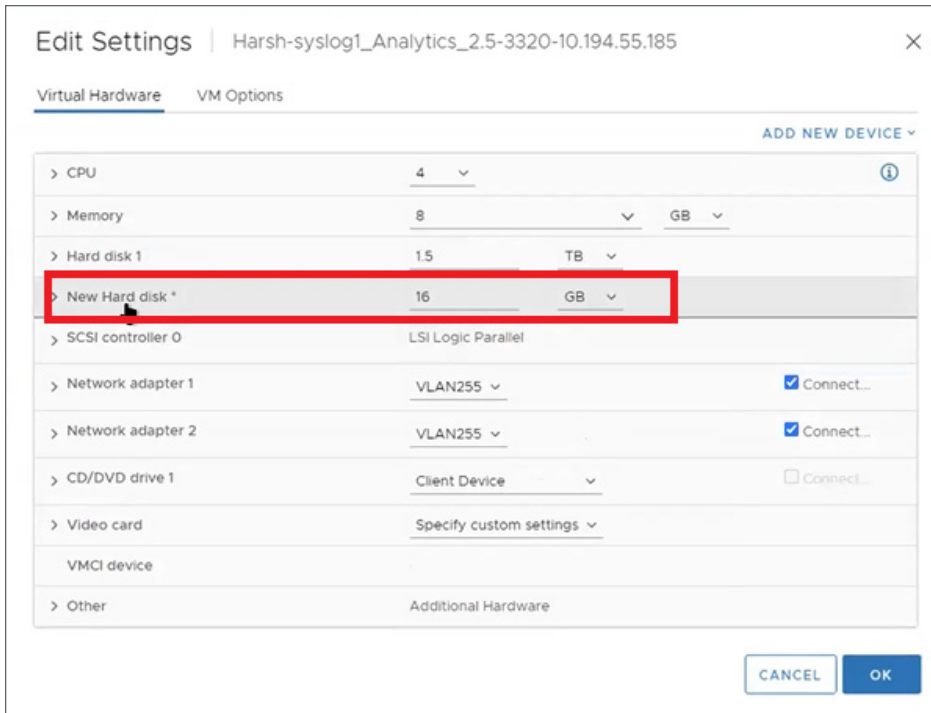 Edit Settings Harsh-syslog1_Analytics_2.5-3320-10.194.55.185
Virtual Hardware VM Options
ADD NEW DEVICE
CPU 4
Memory 8 GB
Hard disk 1 1.5 TB
New Hard disk * 16 GB
SCSI controller 0 LSI Logic Parallel
Network adapter 1 VLAN255 Connect...
Network adapter 2 VLAN255 Connect...
CD/DVD drive 1 Client Device Connect...
Video card Specify custom settings
VMCI device
Other Additional Hardware
CANCEL OK